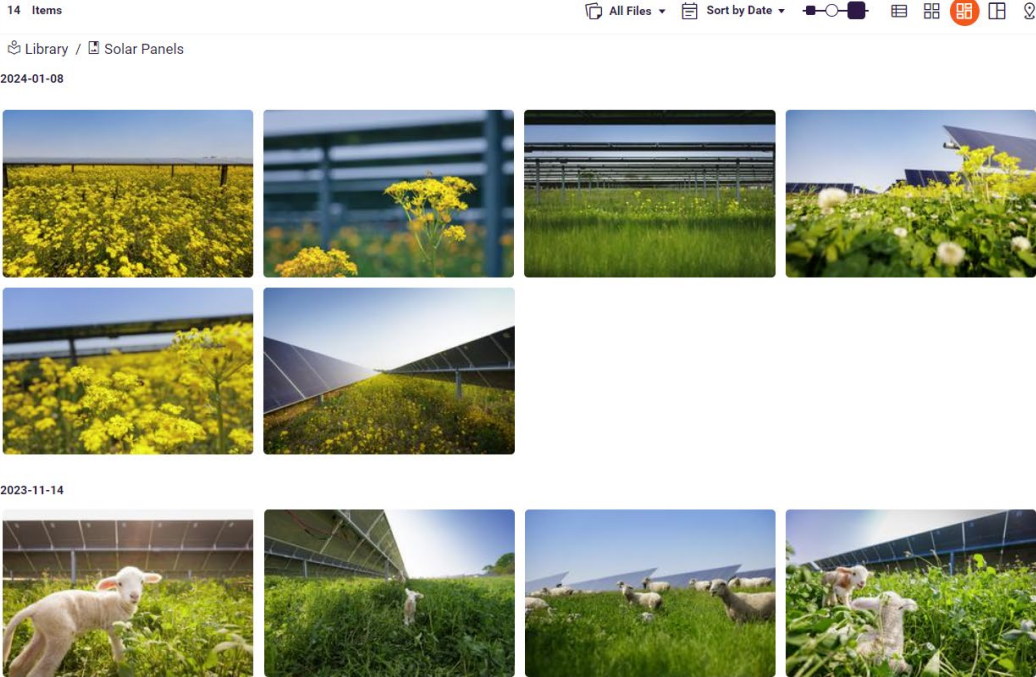 14 Items
All Files
Sort by Date
Library / Solar Panels
2024-01-08
2023-11-14